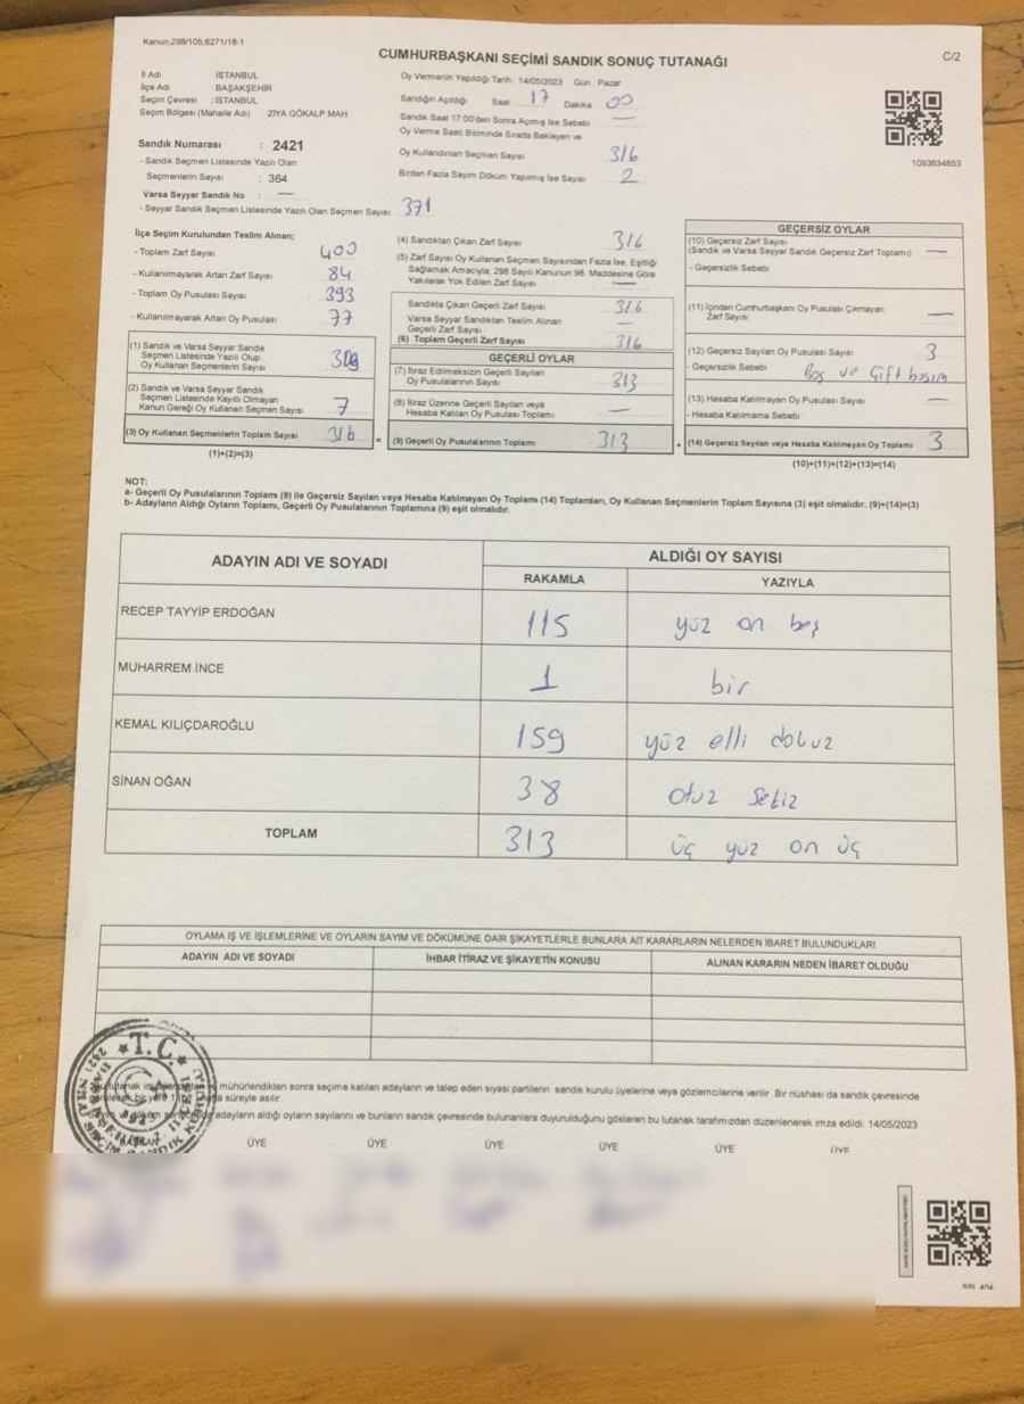 Kanun:298/105,6271/18-1
CUMHURBAŞKANI SEÇİMİ SANDIK SONUÇ TUTANAĞI
C/2
İl Adı : İSTANBUL
İlçe Adı : BAŞAKŞEHİR
Seçim Çevresi : İSTANBUL
Seçim Bölgesi (Mahalle Adı) ZİYA GÖKALP MAH
Sandık Numarası : 2421
- Sandık Seçmen Listesinde Yazılı Olan
Seçmenlerin Sayısı : 364
Varsa Seyyar Sandık No : —
- Seyyar Sandık Seçmen Listesinde Yazılı Olan Seçmen Sayısı 371
Oy Vermenin Yapıldığı Tarih: 14/05/2023 Gün: Pazar
Sandığın Açıldığı Saat 17 Dakika 00
Sandık Saat 17:00'den Sonra Açılmış İse Sebebi —
Oy Verme Saati Bitiminde Sırada Bekleyen ve
Oy Kullandırılan Seçmen Sayısı 316
Birden Fazla Sayım Döküm Yapılmış İse Sayısı 2
1093634853
İlçe Seçim Kurulundan Teslim Alınan;
- Toplam Zarf Sayısı 400
- Kullanılmayarak Artan Zarf Sayısı 84
- Toplam Oy Pusulası Sayısı 393
- Kullanılmayarak Artan Oy Pusulası 77
(1) Sandık ve Varsa Seyyar Sandık
Seçmen Listesinde Yazılı Olup
Oy Kullanan Seçmenlerin Sayısı 309
(2) Sandık ve Varsa Seyyar Sandık
Seçmen Listesinde Kayıtlı Olmayan
Kanun Gereği Oy Kullanan Seçmen Sayısı 7
(3) Oy Kullanan Seçmenlerin Toplam Sayısı 316
(1)+(2)=(3)
(4) Sandıktan Çıkan Zarf Sayısı 316
(5) Zarf Sayısı Oy Kullanan Seçmen Sayısından Fazla İse, Eşitliği
Sağlamak Amacıyla; 298 Sayılı Kanunun 98. Maddesine Göre
Yakılarak Yok Edilen Zarf Sayısı —
Sandıkta Çıkan Geçerli Zarf Sayısı 316
Varsa Seyyar Sandıktan Teslim Alınan
Geçerli Zarf Sayısı —
(6) Toplam Geçerli Zarf Sayısı 316
GEÇERLİ OYLAR
(7) İtiraz Edilmeksizin Geçerli Sayılan
Oy Pusulalarının Sayısı 313
(8) İtiraz Üzerine Geçerli Sayılan veya
Hesaba Katılan Oy Pusulası Toplamı —
= (9) Geçerli Oy Pusulalarının Toplamı 313
GEÇERSİZ OYLAR
(10) Geçersiz Zarf Sayısı
(Sandık ve Varsa Seyyar Sandık Geçersiz Zarf Toplamı) —
- Geçersizlik Sebebi
(11) İçinden Cumhurbaşkanı Oy Pusulası Çıkmayan
Zarf Sayısı —
(12) Geçersiz Sayılan Oy Pusulası Sayısı 3
- Geçersizlik Sebebi Boş ve Çift basım
(13) Hesaba Katılmayan Oy Pusulası Sayısı —
- Hesaba Katılmama Sebebi
+ (14) Geçersiz Sayılan veya Hesaba Katılmayan Oy Toplamı 3
(10)+(11)+(12)+(13)=(14)
NOT:
a- Geçerli Oy Pusulalarının Toplamı (9) ile Geçersiz Sayılan veya Hesaba Katılmayan Oy Toplamı (14) Toplamları, Oy Kullanan Seçmenlerin Toplam Sayısına (3) eşit olmalıdır. (9)+(14)=(3)
b- Adayların Aldığı Oyların Toplamı, Geçerli Oy Pusulalarının Toplamına (9) eşit olmalıdır.
ADAYIN ADI VE SOYADI
ALDIĞI OY SAYISI
RAKAMLA YAZIYLA
RECEP TAYYİP ERDOĞAN 115 yüz on beş
MUHARREM İNCE 1 bir
KEMAL KILIÇDAROĞLU 159 yüz elli dokuz
SİNAN OĞAN 38 otuz sekiz
TOPLAM 313 üç yüz on üç
OYLAMA İŞ VE İŞLEMLERİNE VE OYLARIN SAYIM VE DÖKÜMÜNE DAİR ŞİKAYETLERLE BUNLARA AİT KARARLARIN NELERDEN İBARET BULUNDUKLARI
ADAYIN ADI VE SOYADI İHBAR İTİRAZ VE ŞİKAYETİN KONUSU ALINAN KARARIN NEDEN İBARET OLDUĞU
T.C.
mühürlendikten sonra seçime katılan adayların ve talep eden siyasi partilerin sandık kurulu üyelerine veya gözlemcilerine verilir. Bir nüshası da sandık çevresinde
süreyle asılır.
adayların aldığı oyların sayılarını ve bunların sandık çevresinde bulunanlara duyurulduğunu gösteren bu tutanak tarafımızdan düzenlenerek imza edildi. 14/05/2023
BAŞKAN ÜYE ÜYE ÜYE ÜYE ÜYE ÜYE